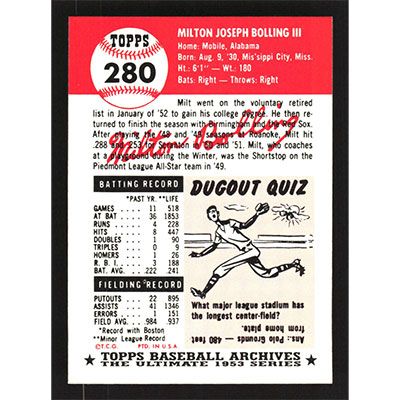 TOPPS
280
MILTON JOSEPH BOLLING III
Home: Mobile, Alabama
Born: Aug. 9, '30, Mis'sippi City, Miss.
Ht.: 6'1" — Wt.: 180
Bats: Right • Throws: Right
Milt went on the voluntary retired
list in January of '52 to gain his college degree. He then re-
turned to finish the season with Birmingham and the Red Sox.
After playing '48 and '49 seasons at Roanoke, Milt hit
.288 and .253 for Scranton in '50 and '51. Milt, who coaches
at a playground during the Winter, was the Shortstop on the
Piedmont League All-Star team in '49.
Milton Bolling
BATTING RECORD
*PAST YR. **LIFE
GAMES 11 518
AT BAT 36 1853
RUNS 4 228
HITS 8 447
DOUBLES 1 90
TRIPLES 0 9
HOMERS 1 26
R. B. I. 3 188
BAT. AVG. .222 .241
FIELDING RECORD
PUTOUTS 22 895
ASSISTS 41 1346
ERRORS 1 151
FIELD AVG. .984 .937
*Record with Boston
**Minor League Record
©T.C.G. PTD. IN U.S.A.
DUGOUT QUIZ
What major league stadium has
the longest center-field?
Ans.: Polo Grounds — 480 feet
from home plate.
TOPPS BASEBALL ARCHIVES
THE ULTIMATE 1953 SERIES